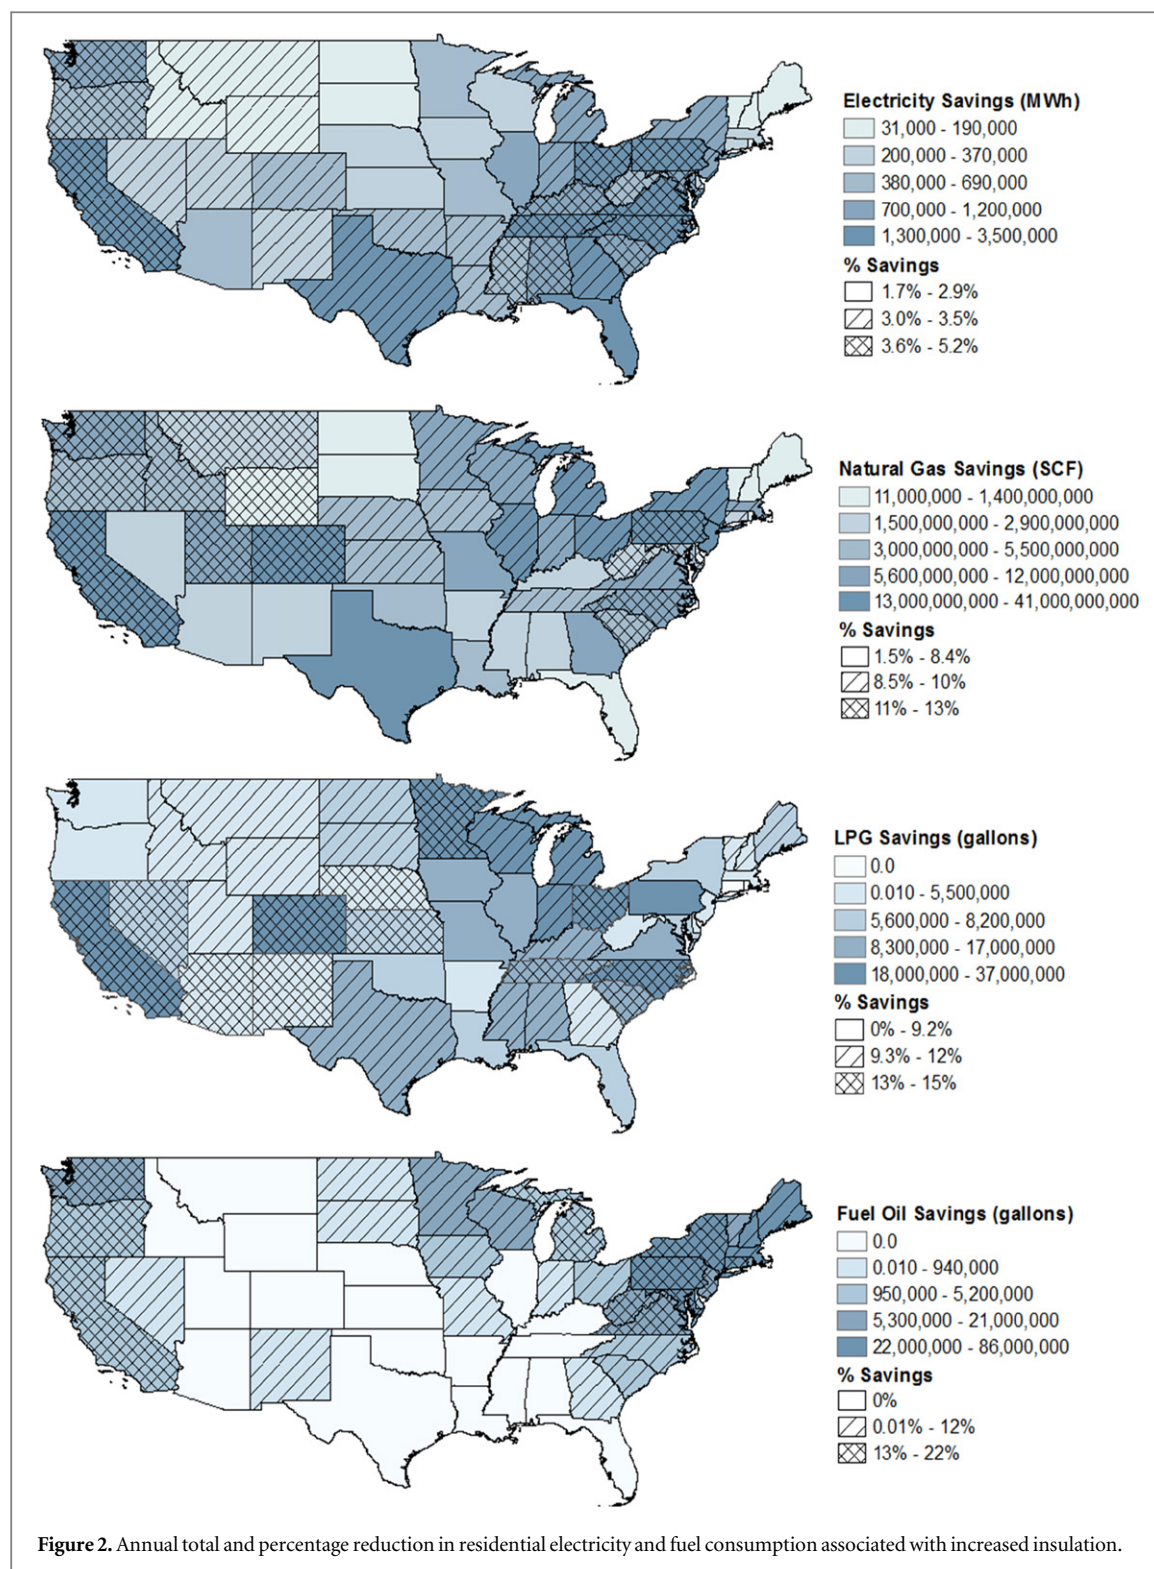 Electricity Savings (MWh)
31,000 - 190,000
200,000 - 370,000
380,000 - 690,000
700,000 - 1,200,000
1,300,000 - 3,500,000
% Savings
1.7% - 2.9%
3.0% - 3.5%
3.6% - 5.2%
Natural Gas Savings (SCF)
11,000,000 - 1,400,000,000
1,500,000,000 - 2,900,000,000
3,000,000,000 - 5,500,000,000
5,600,000,000 - 12,000,000,000
13,000,000,000 - 41,000,000,000
% Savings
1.5% - 8.4%
8.5% - 10%
11% - 13%
LPG Savings (gallons)
0.0
0.010 - 5,500,000
5,600,000 - 8,200,000
8,300,000 - 17,000,000
18,000,000 - 37,000,000
% Savings
0% - 9.2%
9.3% - 12%
13% - 15%
Fuel Oil Savings (gallons)
0.0
0.010 - 940,000
950,000 - 5,200,000
5,300,000 - 21,000,000
22,000,000 - 86,000,000
% Savings
0%
0.01% - 12%
13% - 22%
Figure 2. Annual total and percentage reduction in residential electricity and fuel consumption associated with increased insulation.